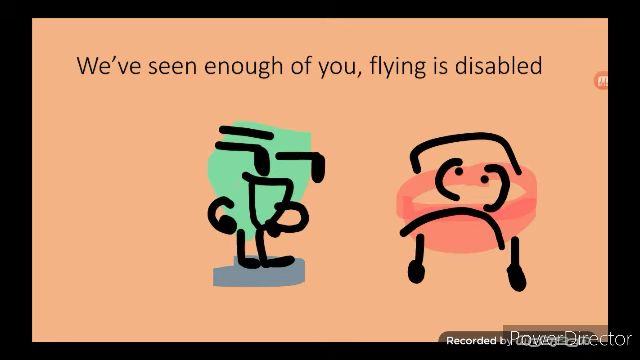 We've seen enough of you, flying is disabled
Recorded by
PowerDirector